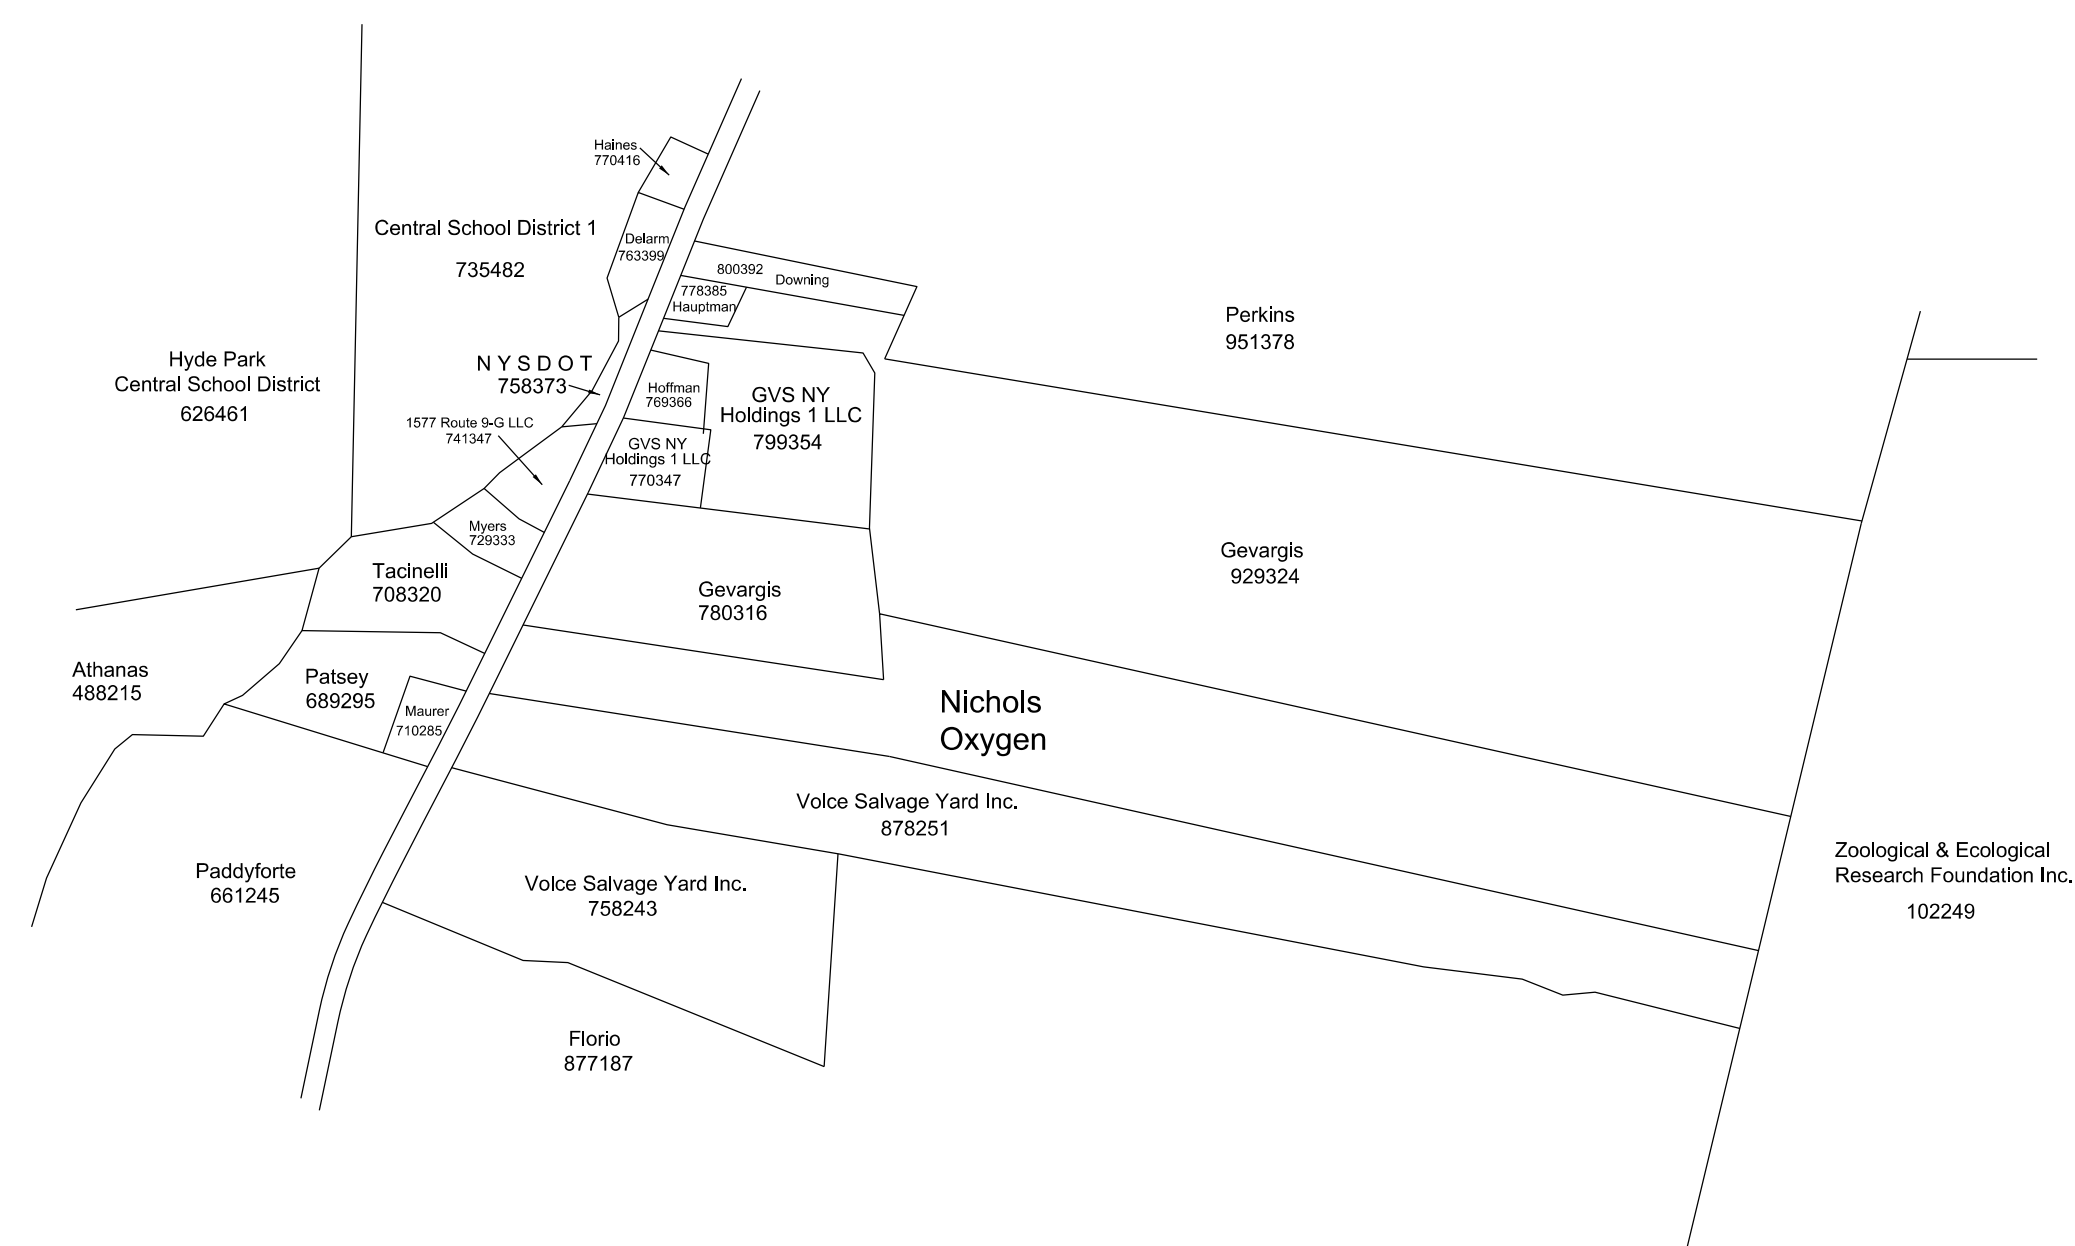 Haines
770416
Central School District 1
735482
Delarm
763399
800392
Downing
778385
Hauptman
Perkins
951378
Hyde Park
Central School District
626461
N Y S D O T
758373
Hoffman
769366
GVS NY
Holdings 1 LLC
799354
1577 Route 9-G LLC
741347
GVS NY
Holdings 1 LLC
770347
Myers
729333
Tacinelli
708320
Gevargis
780316
Gevargis
929324
Athanas
488215
Patsey
689295
Maurer
710285
Nichols
Oxygen
Volce Salvage Yard Inc.
878251
Paddyforte
661245
Volce Salvage Yard Inc.
758243
Zoological & Ecological
Research Foundation Inc.
102249
Florio
877187